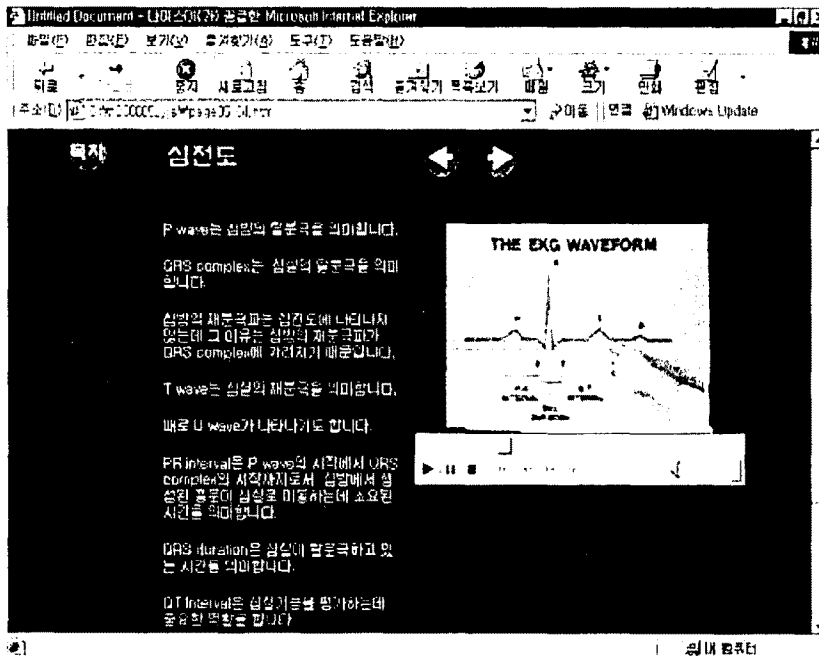 Untitled Document - 나이스아이가 공급한 Microsoft Internet Explorer
파일(F) 편집(E) 보기(V) 즐겨찾기(A) 도구(T) 도움말(H)
뒤로 중지 새로고침 홈 검색 즐겨찾기 목록보기 메일 크기 인쇄 편집
주소(D) 이동 연결 Windows Update
목차 심전도
P wave는 심방의 탈분극을 의미합니다.
QRS complex는 심실의 탈분극을 의미
합니다.
심방의 재분극파는 심전도에 나타나지
않는데 그 이유는 심방의 재분극파가
QRS complex에 가려지기 때문입니다.
T wave는 심실의 재분극을 의미합니다.
때로 U wave가 나타나기도 합니다.
PR interval은 P wave의 시작에서 QRS
complex의 시작까지로서 심방에서 생
성된 흥분이 심실로 이동하는데 소요된
시간을 의미합니다.
QRS duration은 심실이 탈분극하고 있
는 시간을 의미합니다.
QT Interval은 심실기능을 평가하는데
중요한 역할을 합니다
THE EKG WAVEFORM
내 컴퓨터